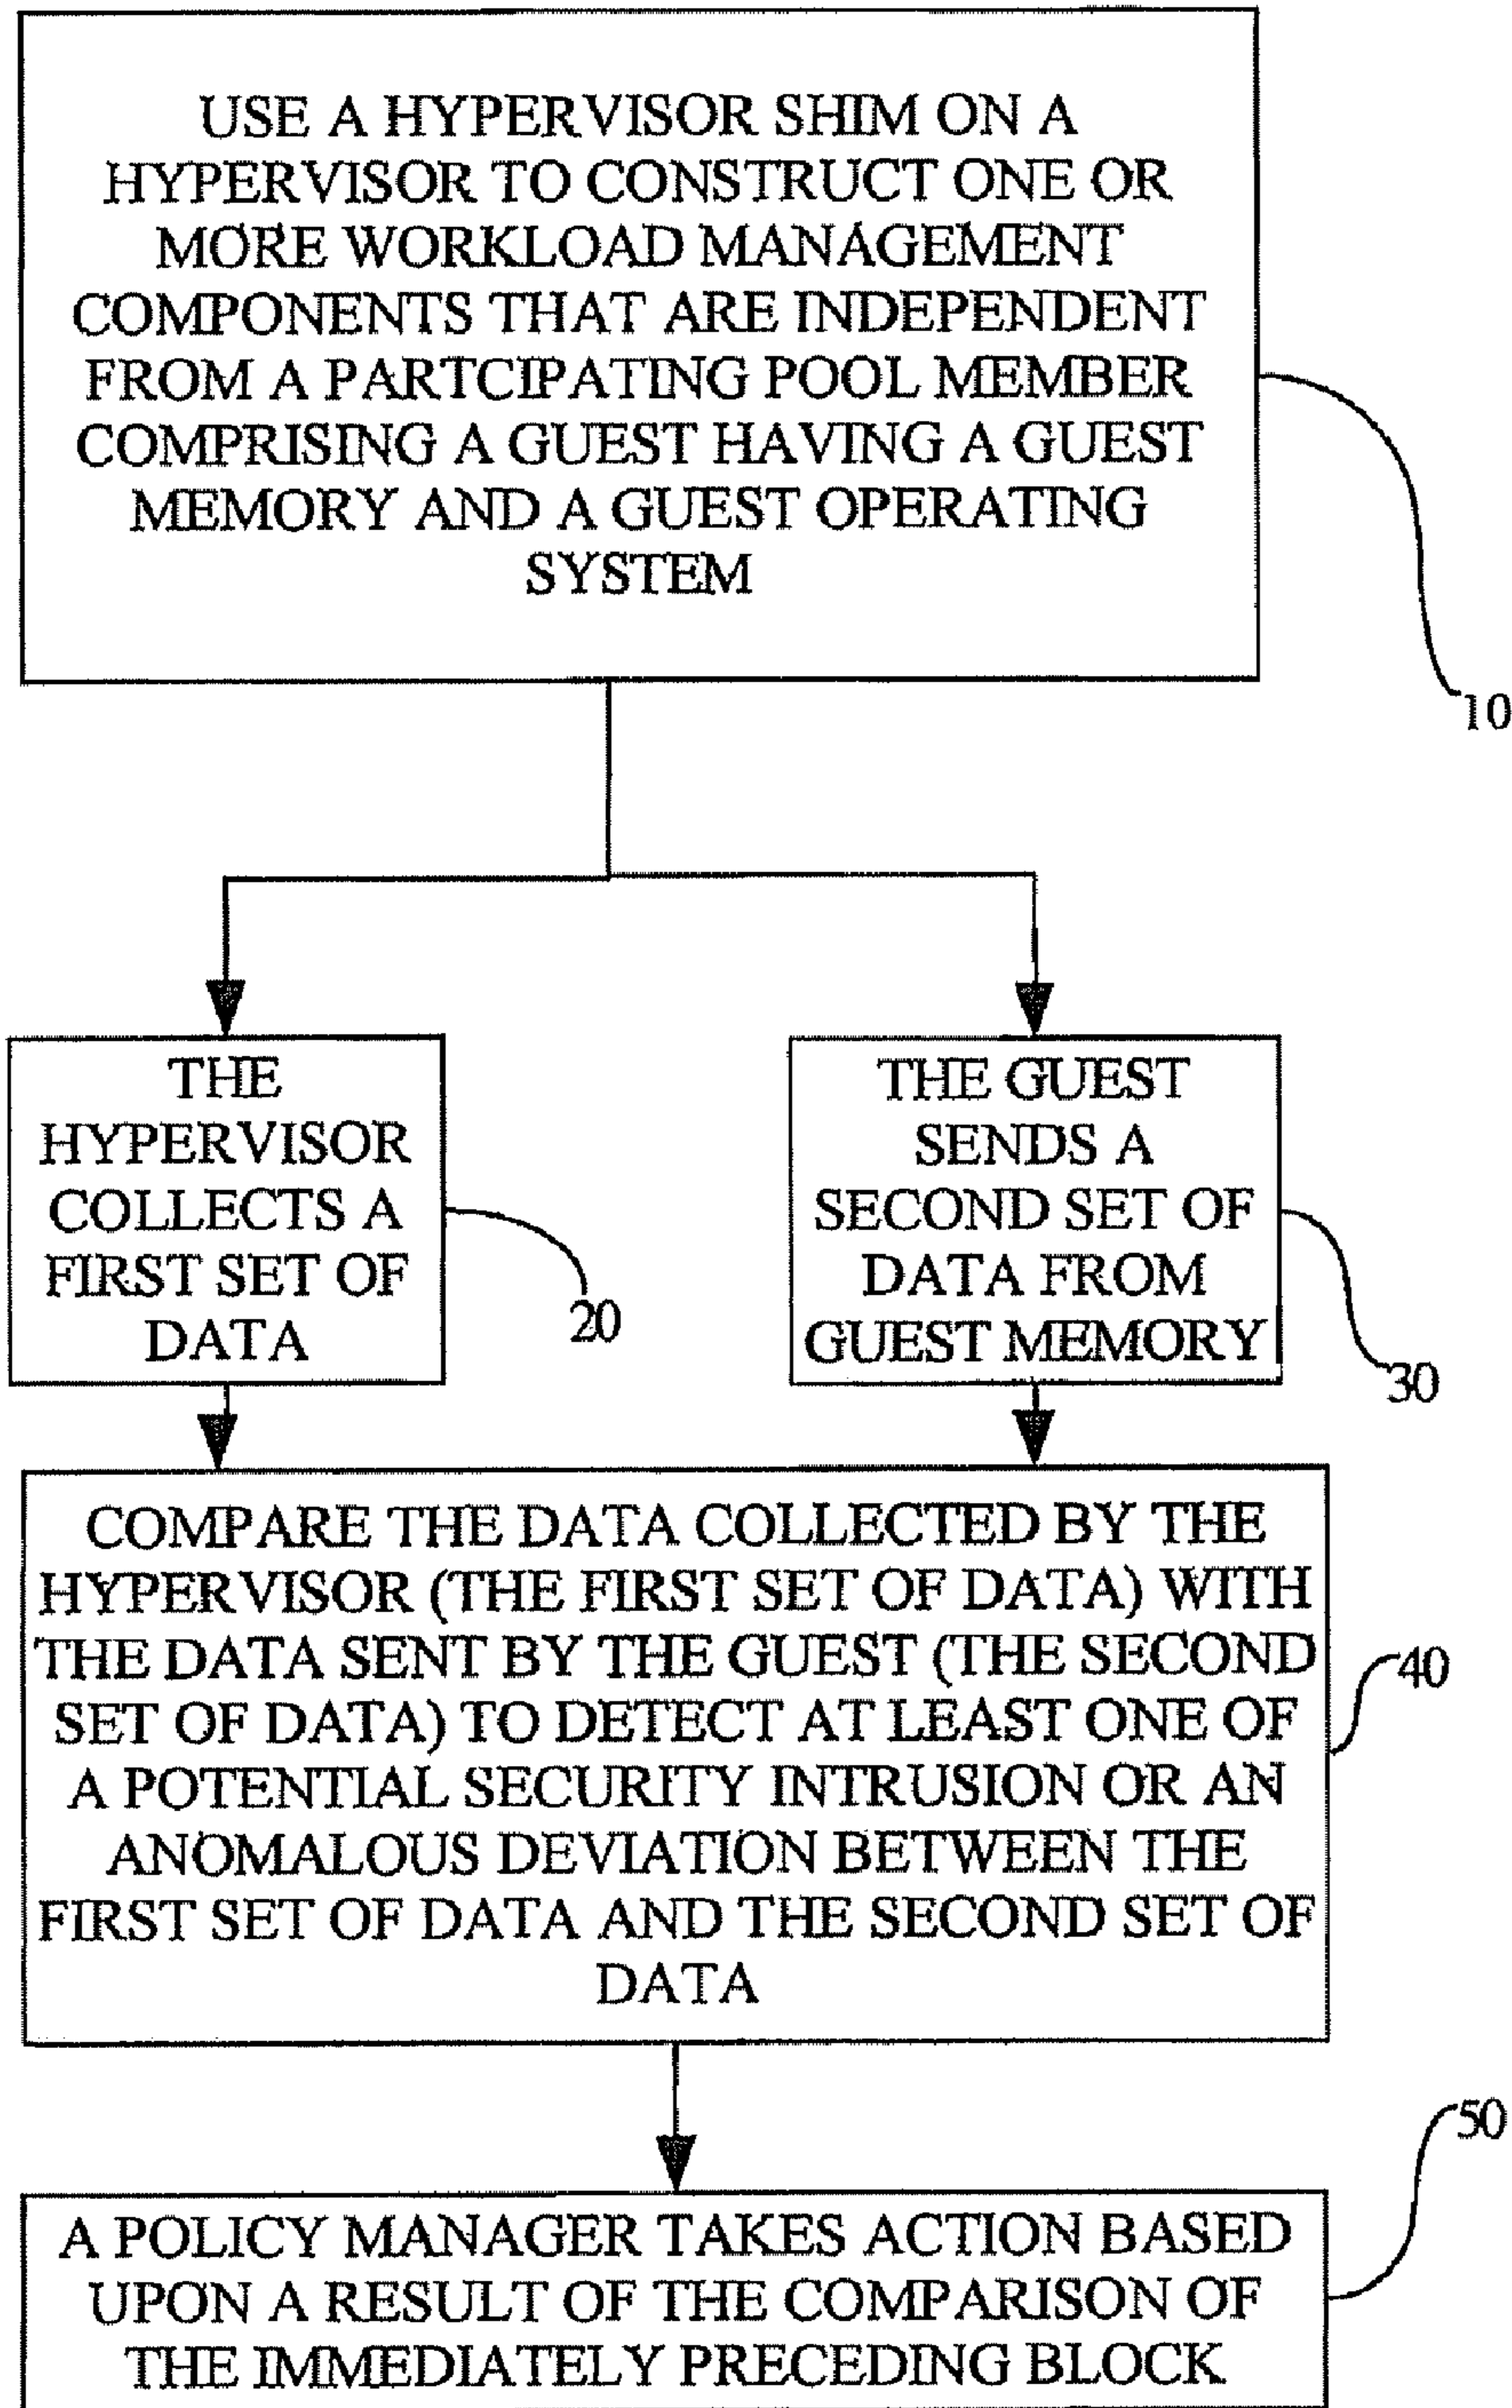 USE A HYPERVISOR SHIM ON A
HYPERVISOR TO CONSTRUCT ONE OR
MORE WORKLOAD MANAGEMENT
COMPONENTS THAT ARE INDEPENDENT
FROM A PARTCIPATING POOL MEMBER
COMPRISING A GUEST HAVING A GUEST
MEMORY AND A GUEST OPERATING
SYSTEM
10
THE
HYPERVISOR
COLLECTS A
FIRST SET OF
DATA
20
THE GUEST
SENDS A
SECOND SET OF
DATA FROM
GUEST MEMORY
30
COMPARE THE DATA COLLECTED BY THE
HYPERVISOR (THE FIRST SET OF DATA) WITH
THE DATA SENT BY THE GUEST (THE SECOND
SET OF DATA) TO DETECT AT LEAST ONE OF
A POTENTIAL SECURITY INTRUSION OR AN
ANOMALOUS DEVIATION BETWEEN THE
FIRST SET OF DATA AND THE SECOND SET OF
DATA
40
50
A POLICY MANAGER TAKES ACTION BASED
UPON A RESULT OF THE COMPARISON OF
THE IMMEDIATELY PRECEDING BLOCK